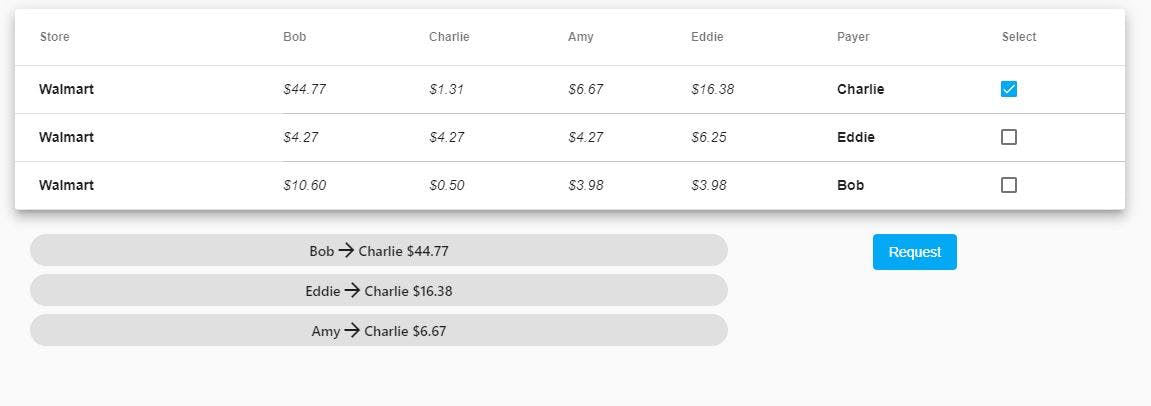 Store Bob Charlie Amy Eddie Payer Select
Walmart $44.77 $1.31 $6.67 $16.38 Charlie
Walmart $4.27 $4.27 $4.27 $6.25 Eddie
Walmart $10.60 $0.50 $3.98 $3.98 Bob
Bob → Charlie $44.77
Request
Eddie → Charlie $16.38
Amy → Charlie $6.67